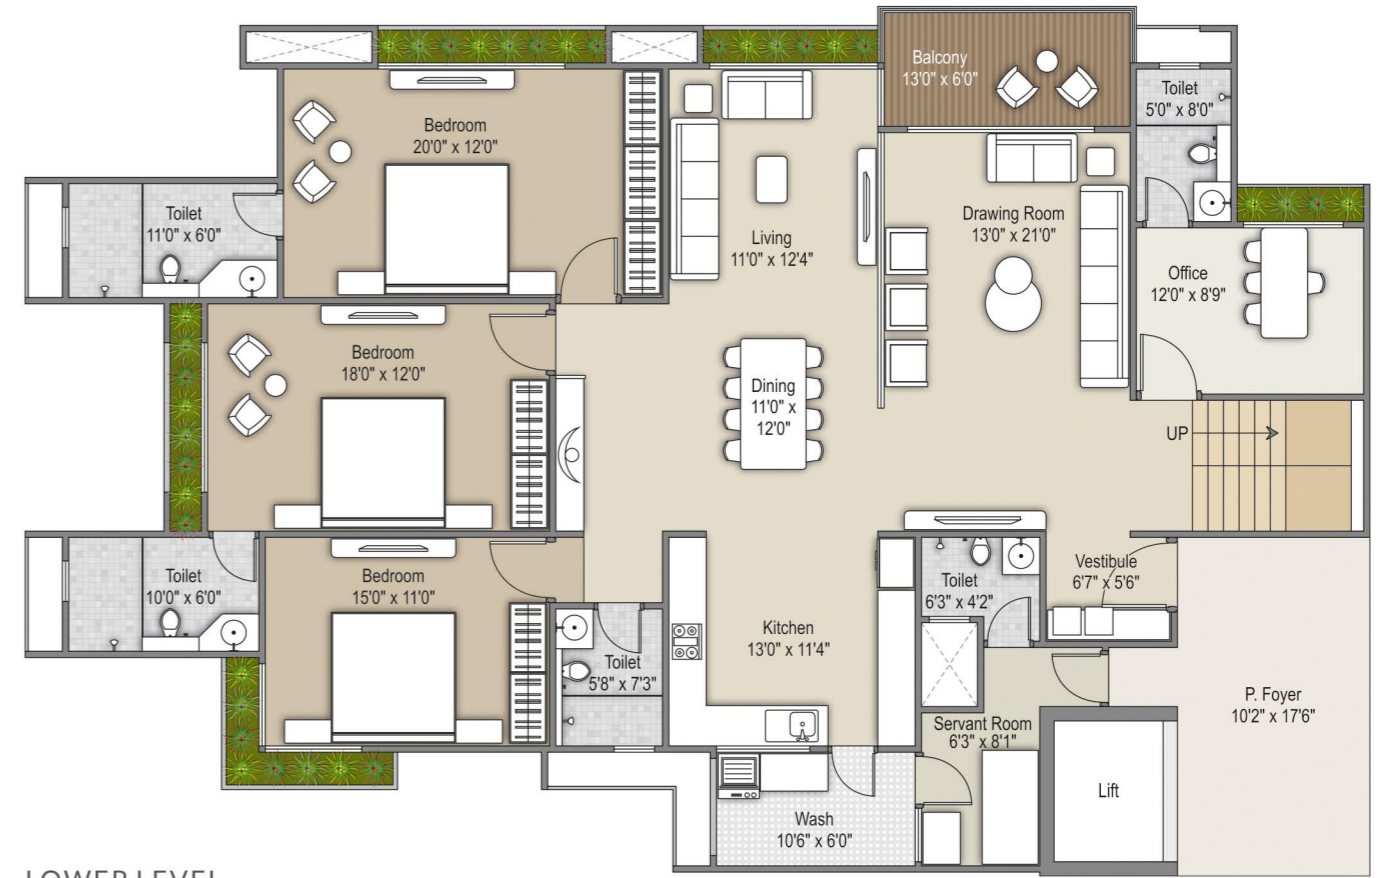 Balcony
13'0" x 6'0"
Toilet
5'0" x 8'0"
Bedroom
20'0" x 12'0"
Toilet
11'0" x 6'0"
Living
11'0" x 12'4"
Drawing Room
13'0" x 21'0"
Office
12'0" x 8'9"
Bedroom
18'0" x 12'0"
Dining
11'0" x
12'0"
UP
Toilet
10'0" x 6'0"
Bedroom
15'0" x 11'0"
Toilet
6'3" x 4'2"
Vestibule
6'7" x 5'6"
Kitchen
13'0" x 11'4"
Toilet
5'8" x 7'3"
P. Foyer
10'2" x 17'6"
Servant Room
6'3" x 8'1"
Lift
Wash
10'6" x 6'0"
LOWER LEVEL